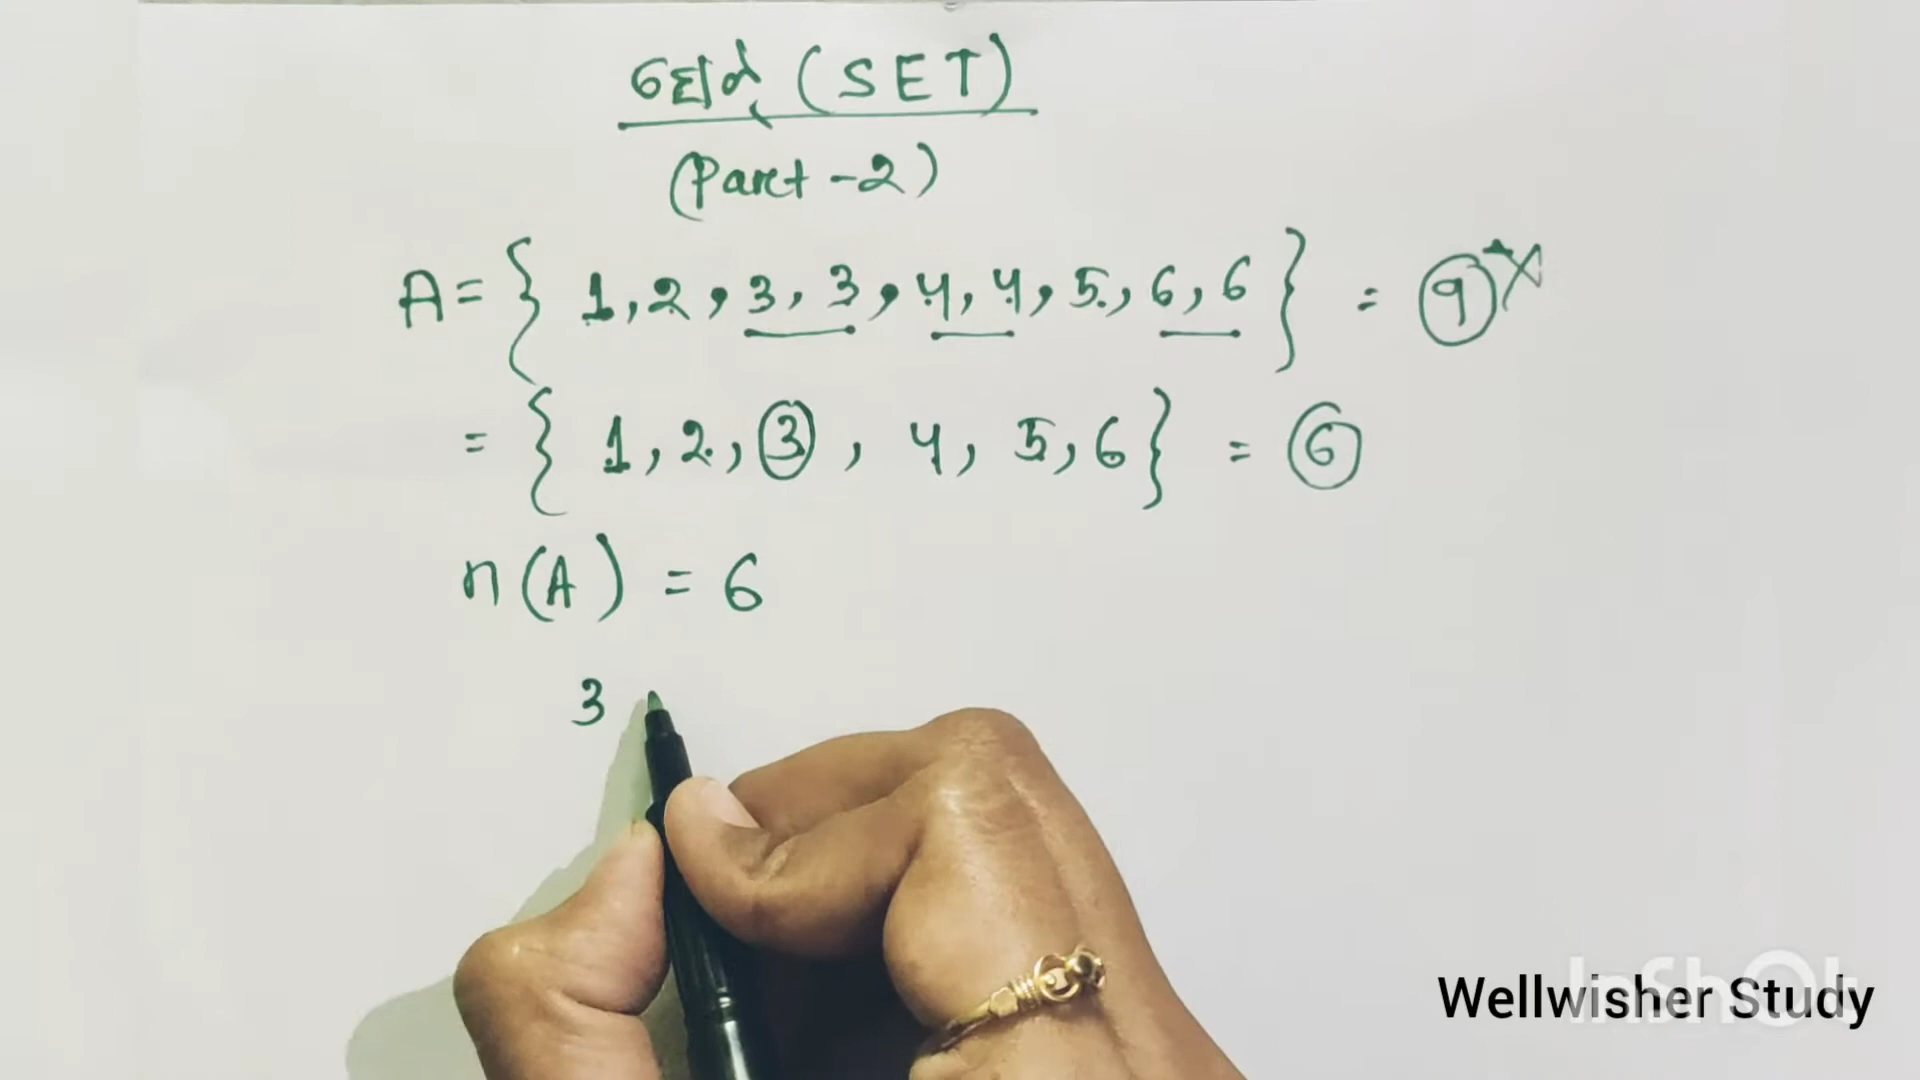 ସେଟ୍ (SET)
(Part-2)
A = { 1, 2, 3, 3, 4, 4, 5, 6, 6 } = 9 X
= { 1, 2, 3, 4, 5, 6 } = 6
n(A) = 6
3
InShot
Wellwisher Study